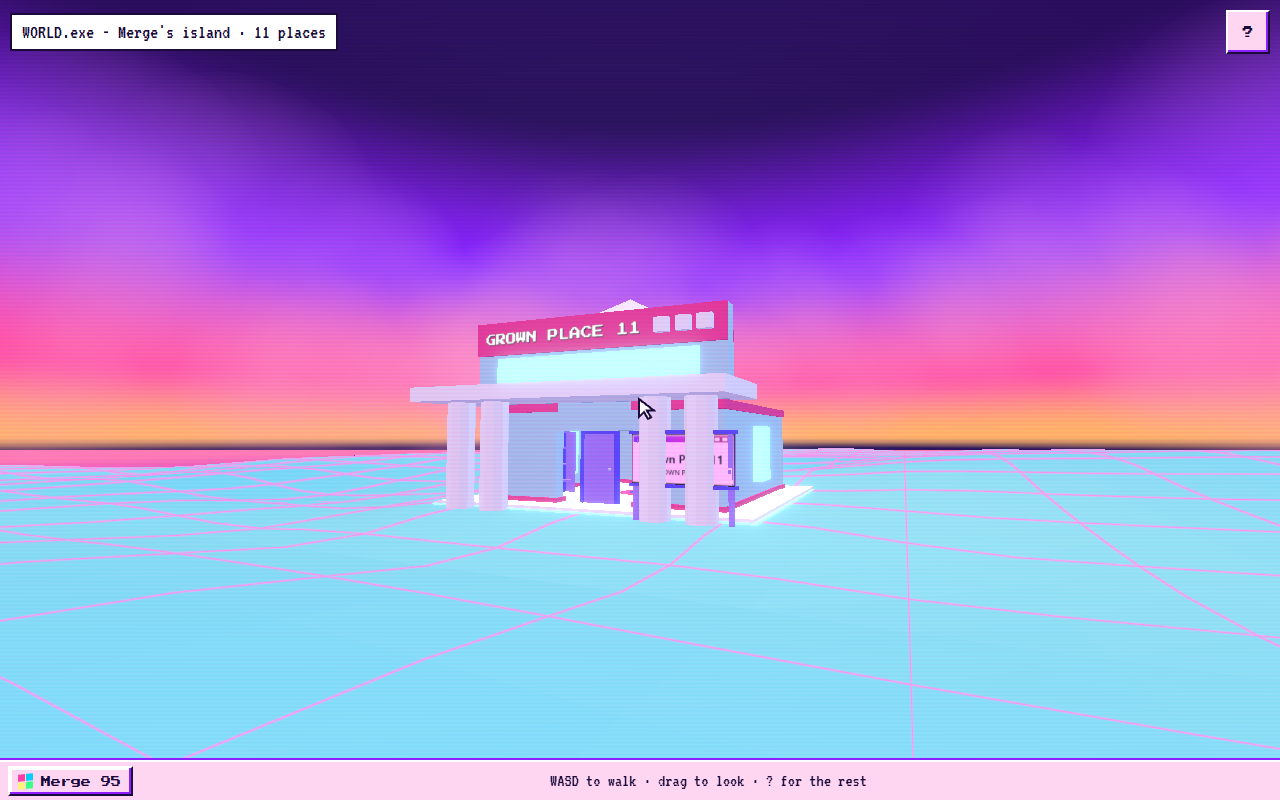 WORLD.exe - Merge's island · 11 places
?
GROWN PLACE 11
11
Merge 95
WASD to walk · drag to look · ? for the rest